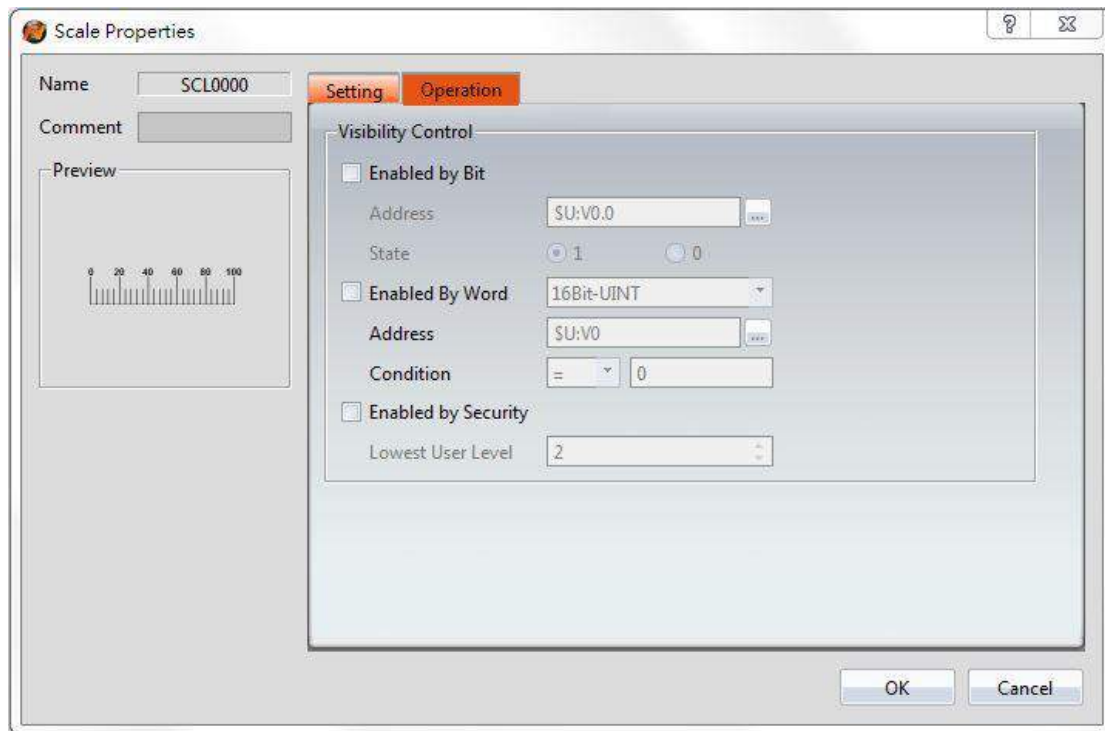 Scale Properties
Name SCL0000
Comment
Preview
0 20 40 60 80 100
Setting Operation
Visibility Control
Enabled by Bit
Address $U:V0.0 ...
State 1 0
Enabled By Word 16Bit-UINT
Address $U:V0 ...
Condition = 0
Enabled by Security
Lowest User Level 2
OK Cancel